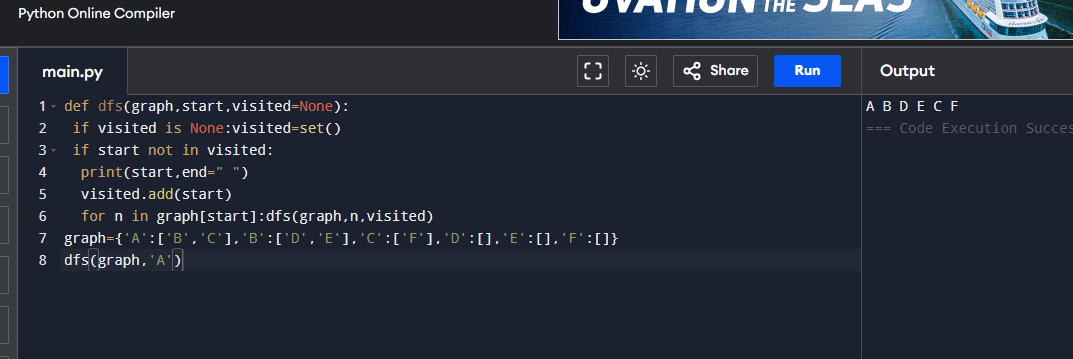 Python Online Compiler
OVATION THE SEAS
main.py
Share
Run
Output
1 def dfs(graph,start,visited=None):
2 if visited is None:visited=set()
3 if start not in visited:
4 print(start,end=" ")
5 visited.add(start)
6 for n in graph[start]:dfs(graph,n,visited)
7 graph={'A':['B','C'],'B':['D','E'],'C':['F'],'D':[],'E':[],'F':[]}
8 dfs(graph,'A')
A B D E C F
=== Code Execution Succes